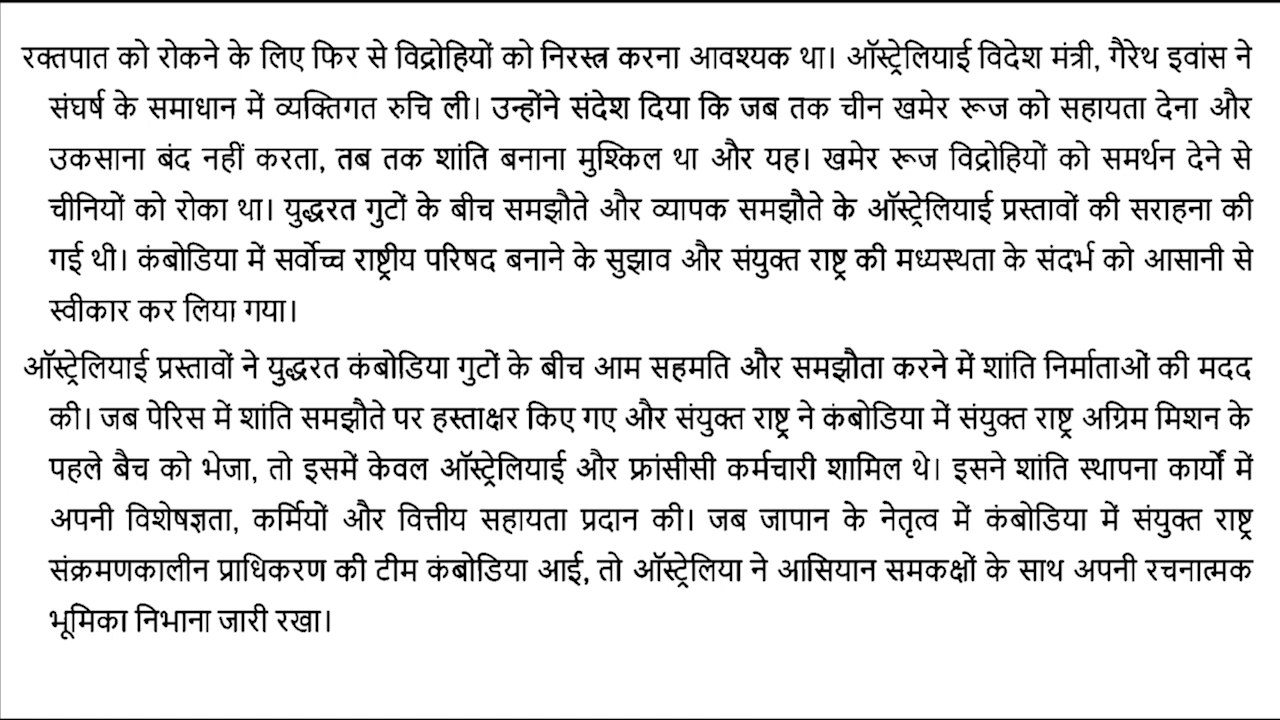 रक्तपात को रोकने के लिए फिर से विद्रोहियों को निरस्त्र करना आवश्यक था। ऑस्ट्रेलियाई विदेश मंत्री, गैरेथ इवांस ने
संघर्ष के समाधान में व्यक्तिगत रुचि ली। उन्होंने संदेश दिया कि जब तक चीन खमेर रूज को सहायता देना और
उकसाना बंद नहीं करता, तब तक शांति बनाना मुश्किल था और यह। खमेर रूज विद्रोहियों को समर्थन देने से
चीनियों को रोका था। युद्धरत गुटों के बीच समझौते और व्यापक समझौते के ऑस्ट्रेलियाई प्रस्तावों की सराहना की
गई थी। कंबोडिया में सर्वोच्च राष्ट्रीय परिषद बनाने के सुझाव और संयुक्त राष्ट्र की मध्यस्थता के संदर्भ को आसानी से
स्वीकार कर लिया गया।
ऑस्ट्रेलियाई प्रस्तावों ने युद्धरत कंबोडिया गुटों के बीच आम सहमति और समझौता करने में शांति निर्माताओं की मदद
की। जब पेरिस में शांति समझौते पर हस्ताक्षर किए गए और संयुक्त राष्ट्र ने कंबोडिया में संयुक्त राष्ट्र अग्रिम मिशन के
पहले बैच को भेजा, तो इसमें केवल ऑस्ट्रेलियाई और फ्रांसीसी कर्मचारी शामिल थे। इसने शांति स्थापना कार्यों में
अपनी विशेषज्ञता, कर्मियों और वित्तीय सहायता प्रदान की। जब जापान के नेतृत्व में कंबोडिया में संयुक्त राष्ट्र
संक्रमणकालीन प्राधिकरण की टीम कंबोडिया आई, तो ऑस्ट्रेलिया ने आसियान समकक्षों के साथ अपनी रचनात्मक
भूमिका निभाना जारी रखा।